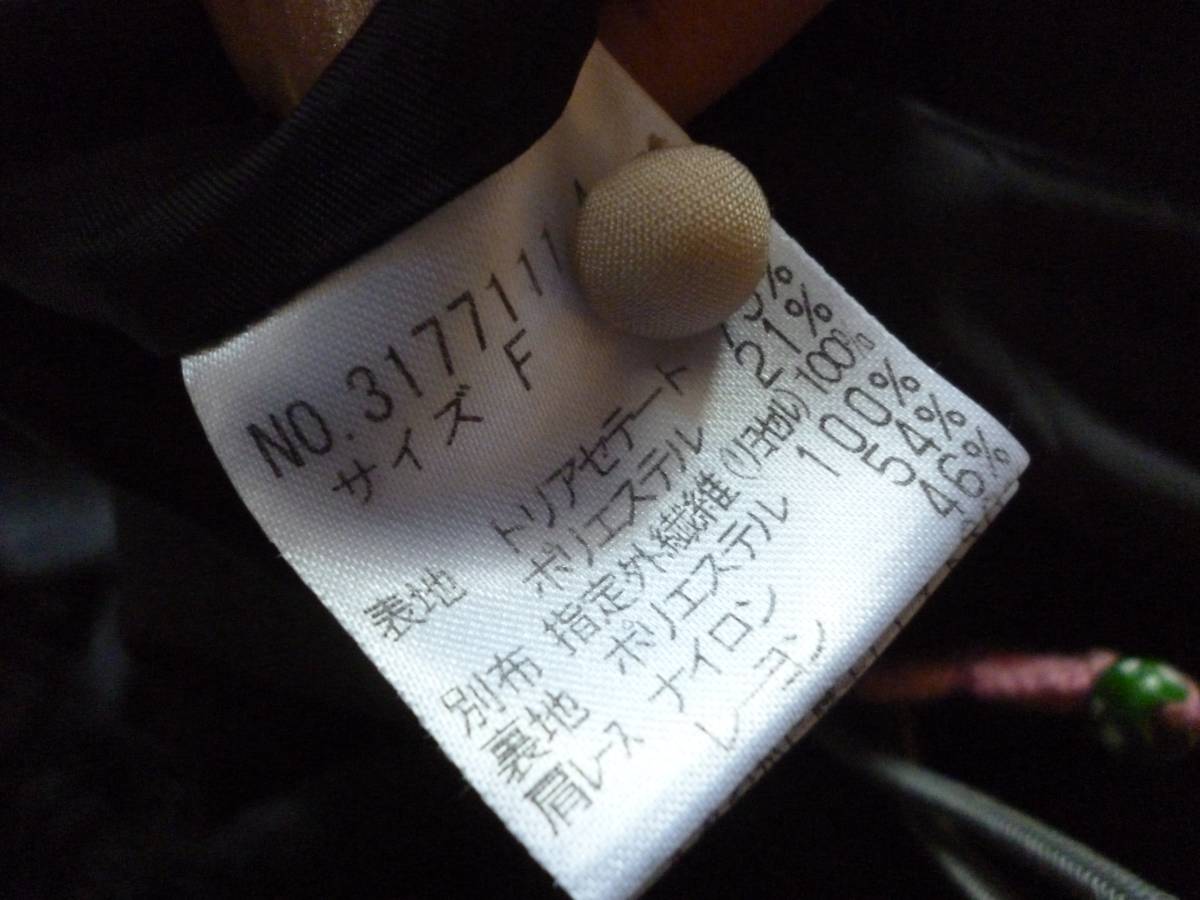 NO.3177111
サイズ F
表地 トリアセテート
ポリエステル 21%
別布 指定外繊維(リヨセル)100%
裏地 ポリエステル 100%
肩レース ナイロン 54%
レーヨン 46%